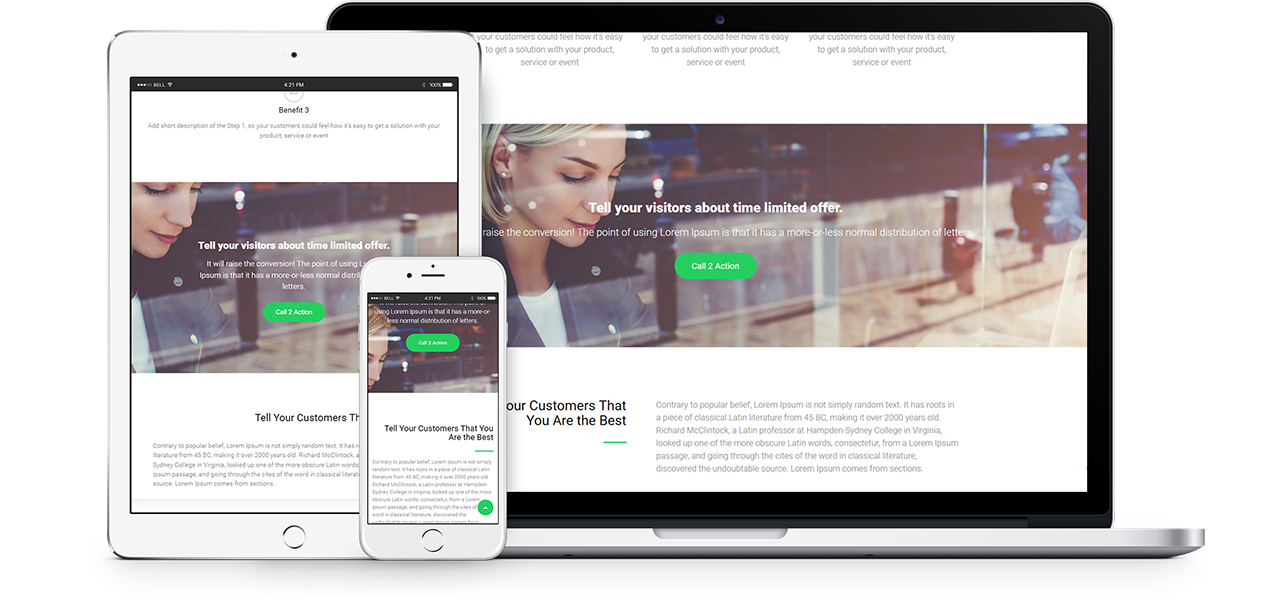 ●●●○○ BELL
4:21 PM
100%
Benefit 3
Add short description of the Step 1, so your customers could feel how it's easy to get a solution with your
product, service or event
Tell your visitors about time limited offer.
It will raise the conversion! The point of using L
Ipsum is that it has a more-or-less normal distrib
letters.
Call 2 Action
Tell Your Customers Th
Contrary to popular belief, Lorem Ipsum is not simply random text. It has r
literature from 45 BC, making it over 2000 years old. Richard McClintock, a
Sydney College in Virginia, looked up one of the more obscure Latin words,
Ipsum passage, and going through the cites of the word in classical literat
source. Lorem Ipsum comes from sections.
●●●○○ BELL
4:21 PM
100%
using Lorem Ipsum is that it has a more-or-
less normal distribution of letters.
Call 2 Action
Tell Your Customers That You
Are the Best
Contrary to popular belief, Lorem Ipsum is not simply random
text. It has roots in a piece of classical Latin
literature from 45 BC, making it over 2000 years old.
Richard McClintock, a Latin professor at Hampden-
Sydney College in Virginia, looked up one of the more
obscure Latin words, consectetur, from a Lorem
Ipsum passage, and going through the cites of
word in classical literature, discovered the
undoubtable source. Lorem Ipsum comes from
your customers could feel how it's easy
to get a solution with your product,
service or event
your customers could feel how it's easy
to get a solution with your product,
service or event
your customers could feel how it's easy
to get a solution with your product,
service or event
Tell your visitors about time limited offer.
raise the conversion! The point of using Lorem Ipsum is that it has a more-or-less normal distribution of letters.
Call 2 Action
our Customers That
You Are the Best
Contrary to popular belief, Lorem Ipsum is not simply random text. It has roots in
a piece of classical Latin literature from 45 BC, making it over 2000 years old.
Richard McClintock, a Latin professor at Hampden-Sydney College in Virginia,
looked up one of the more obscure Latin words, consectetur, from a Lorem Ipsum
passage, and going through the cites of the word in classical literature,
discovered the undoubtable source. Lorem Ipsum comes from sections.